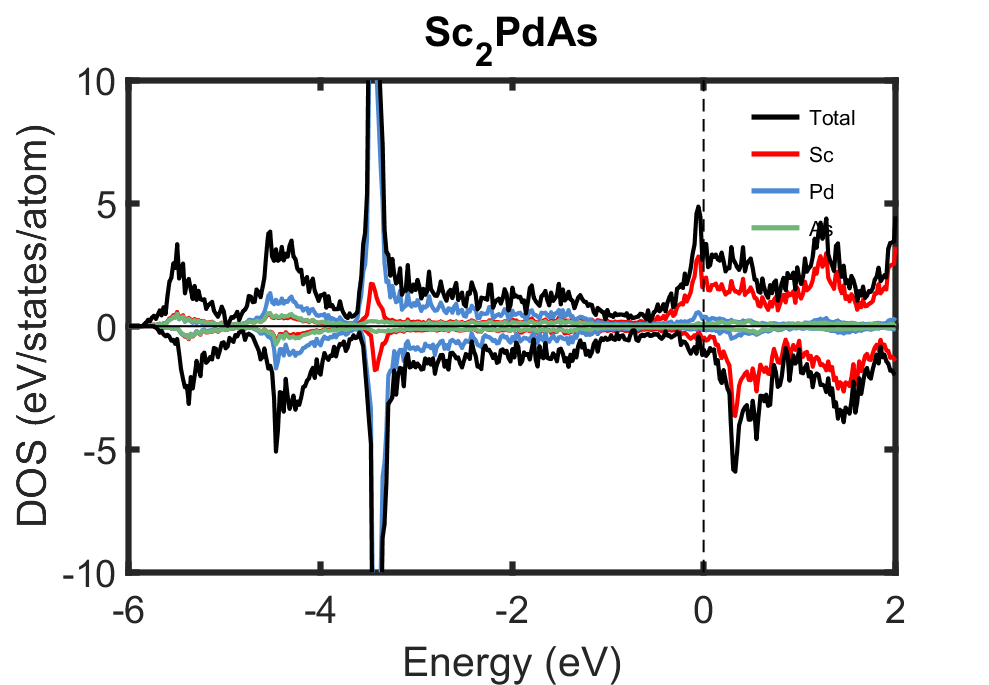 Sc₂PdAs
10
5
0
-5
-10
DOS (eV/states/atom)
Total
Sc
Pd
As
-6 -4 -2 0 2
Energy (eV)